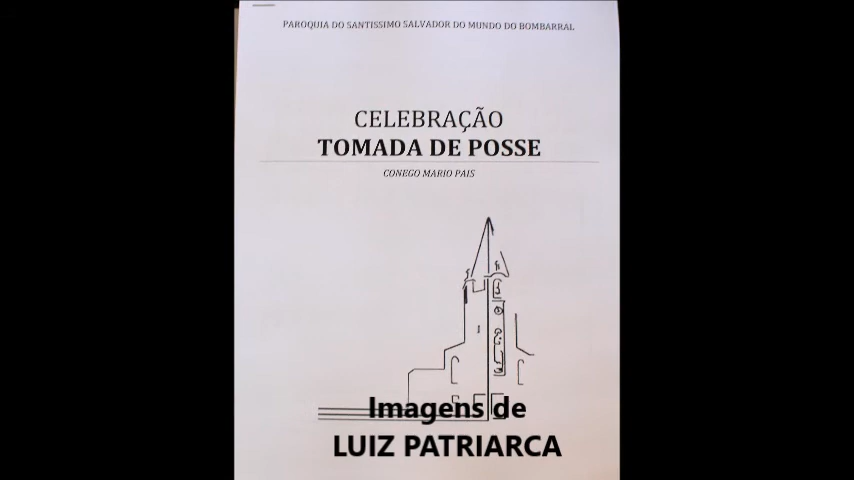 PAROQUIA DO SANTISSIMO SALVADOR DO MUNDO DO BOMBARRAL
CELEBRAÇÃO
TOMADA DE POSSE
CONEGO MARIO PAIS
Imagens de
LUIZ PATRIARCA